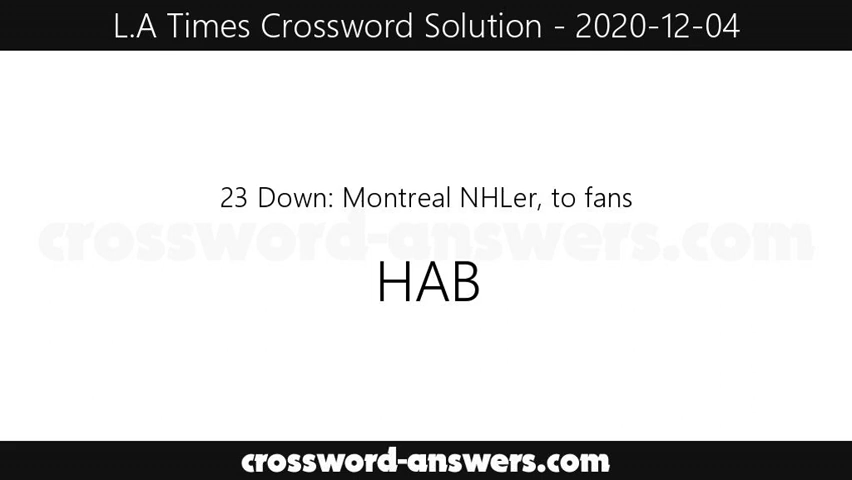 L.A Times Crossword Solution - 2020-12-04
23 Down: Montreal NHLer, to fans
crossword-answers.com
HAB
crossword-answers.com